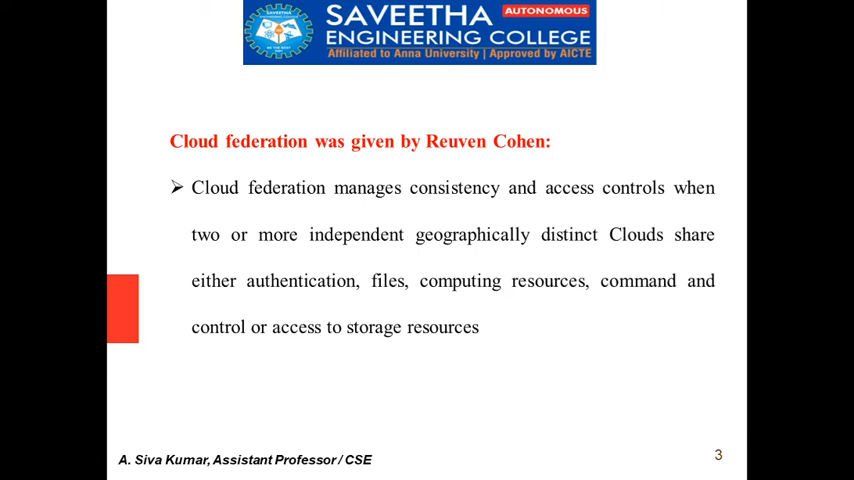 SAVEETHA AUTONOMOUS
ENGINEERING COLLEGE
Affiliated to Anna University | Approved by AICTE
Cloud federation was given by Reuven Cohen:
➢ Cloud federation manages consistency and access controls when
two or more independent geographically distinct Clouds share
either authentication, files, computing resources, command and
control or access to storage resources
A. Siva Kumar, Assistant Professor / CSE
3